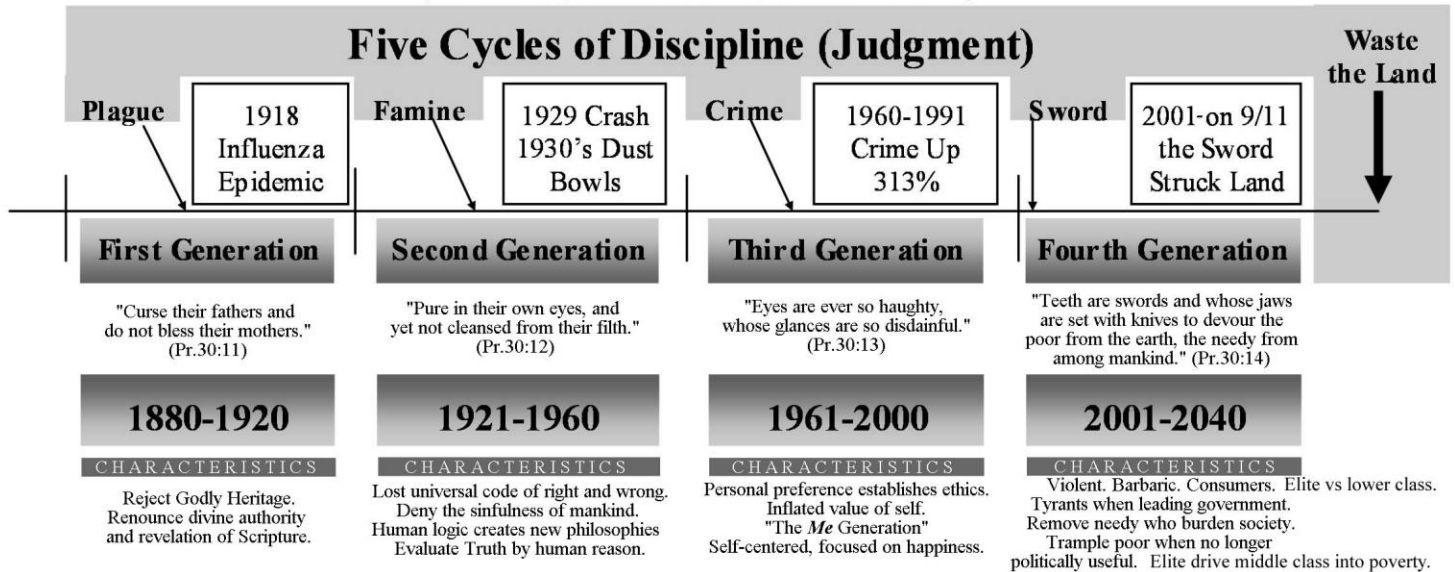 Five Cycles of Discipline (Judgment)
Waste
the Land
Plague
1918
Influenza
Epidemic
Famine
1929 Crash
1930's Dust
Bowls
Crime
1960-1991
Crime Up
313%
Sword
2001-on 9/11
the Sword
Struck Land
First Generation
Second Generation
Third Generation
Fourth Generation
"Curse their fathers and
do not bless their mothers."
(Pr.30:11)
"Pure in their own eyes, and
yet not cleansed from their filth."
(Pr.30:12)
"Eyes are ever so haughty,
whose glances are so disdainful."
(Pr.30:13)
"Teeth are swords and whose jaws
are set with knives to devour the
poor from the earth, the needy from
among mankind." (Pr.30:14)
1880-1920
1921-1960
1961-2000
2001-2040
CHARACTERISTICS
Reject Godly Heritage.
Renounce divine authority
and revelation of Scripture.
CHARACTERISTICS
Lost universal code of right and wrong.
Deny the sinfulness of mankind.
Human logic creates new philosophies
Evaluate Truth by human reason.
CHARACTERISTICS
Personal preference establishes ethics.
Inflated value of self.
"The Me Generation"
Self-centered, focused on happiness.
CHARACTERISTICS
Violent. Barbaric. Consumers. Elite vs lower class.
Tyrants when leading government.
Remove needy who burden society.
Trample poor when no longer
politically useful. Elite drive middle class into poverty.